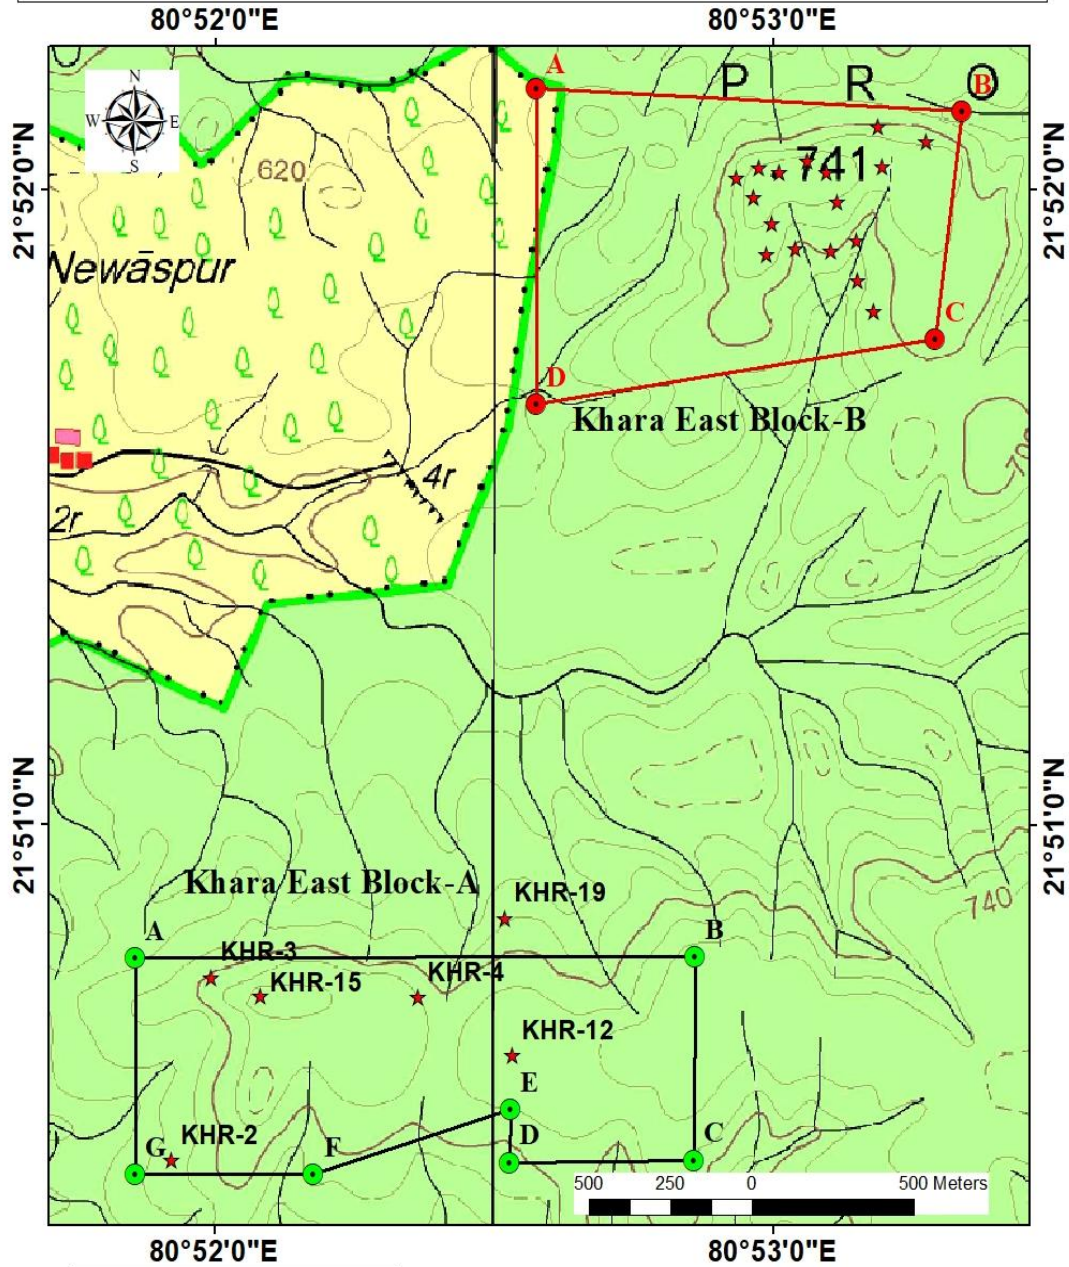 80°52'0"E 80°53'0"E
N
W E
S
A
P R O
B
21°52'0"N 21°52'0"N
620
741
Newāspur
C
D
Khara East Block-B
4r
2r
21°51'0"N 21°51'0"N
Khara East Block-A
KHR-19
740
A B
KHR-3
KHR-15
KHR-4
KHR-12
E
G KHR-2 F D C
500 250 0 500 Meters
80°52'0"E 80°53'0"E